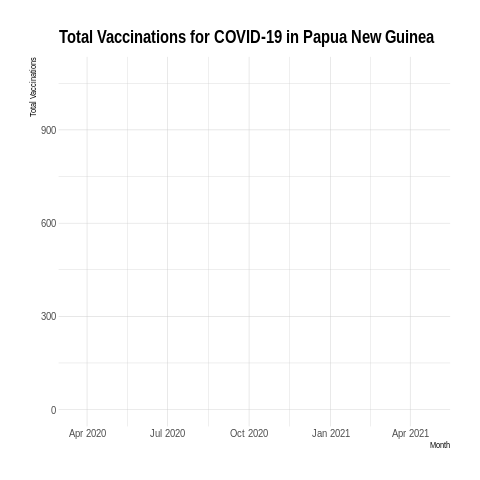 Total Vaccinations for COVID-19 in Papua New Guinea
Total Vaccinations
900
600
300
0
Apr 2020
Jul 2020
Oct 2020
Jan 2021
Apr 2021
Month